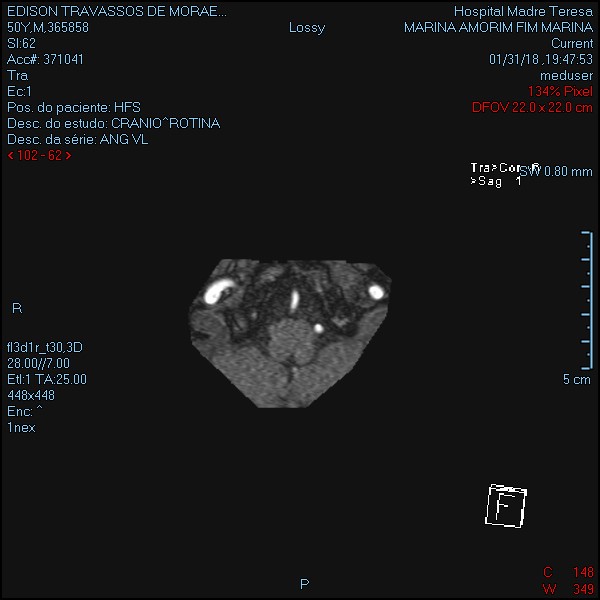 EDISON TRAVASSOS DE MORAE...
50Y,M,365858
Sl:62
Acc#: 371041
Tra
Ec:1
Pos. do paciente: HFS
Desc. do estudo: CRANIO^ROTINA
Desc. da série: ANG VL
< 102 - 62 >
Lossy
Hospital Madre Teresa
MARINA AMORIM FIM MARINA
Current
01/31/18 ,19:47:53
meduser
134% Pixel
DFOV 22.0 x 22.0 cm
Tra>Cor
SW 0.80 mm
>Sag 1
R
fl3d1r_t30,3D
28.00//7.00
Etl:1 TA:25.00
448x448
Enc: ^
1nex
5 cm
F
P
C 148
W 349